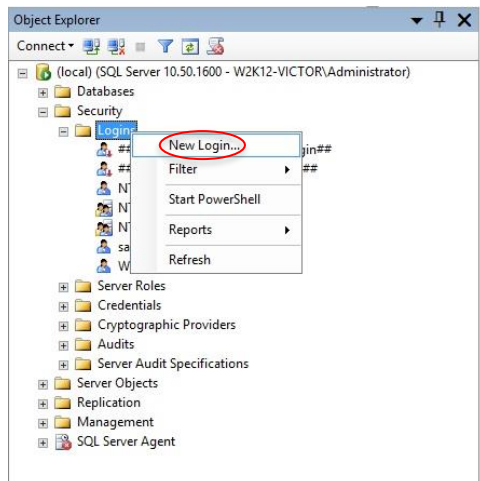 Object Explorer
Connect
(local) (SQL Server 10.50.1600 - W2K12-VICTOR\Administrator)
Databases
Security
Logins
New Login...
## gin##
Filter
## ##
N
Start PowerShell
N
N
Reports
sa
W
Refresh
Server Roles
Credentials
Cryptographic Providers
Audits
Server Audit Specifications
Server Objects
Replication
Management
SQL Server Agent